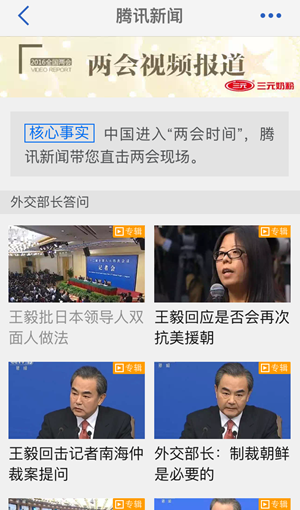 腾讯新闻
2016全国两会
VIDEO REPORT
两会视频报道
三元
三元奶粉
核心事实 中国进入“两会时间”，腾
讯新闻带您直击两会现场。
外交部长答问
专辑
专辑
记者会
王毅批日本领导人双
面人做法
王毅回应是否会再次
抗美援朝
专辑
专辑
王毅回击记者南海仲
裁案提问
外交部长：制裁朝鲜
是必要的
专辑
专辑